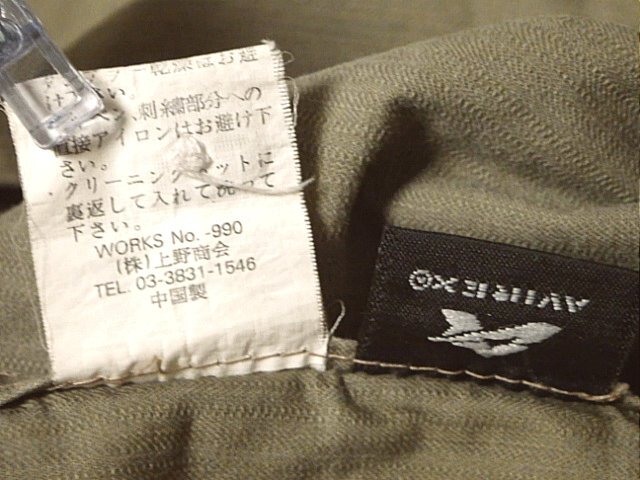 乾燥はお避
け下さい。
刺繍部分への
直接アイロンはお避け下
さい。
・クリーニングネットに
裏返して入れて洗って
下さい。
WORKS No. -990
(株)上野商会
TEL. 03-3831-1546
中国製
AVIREX®